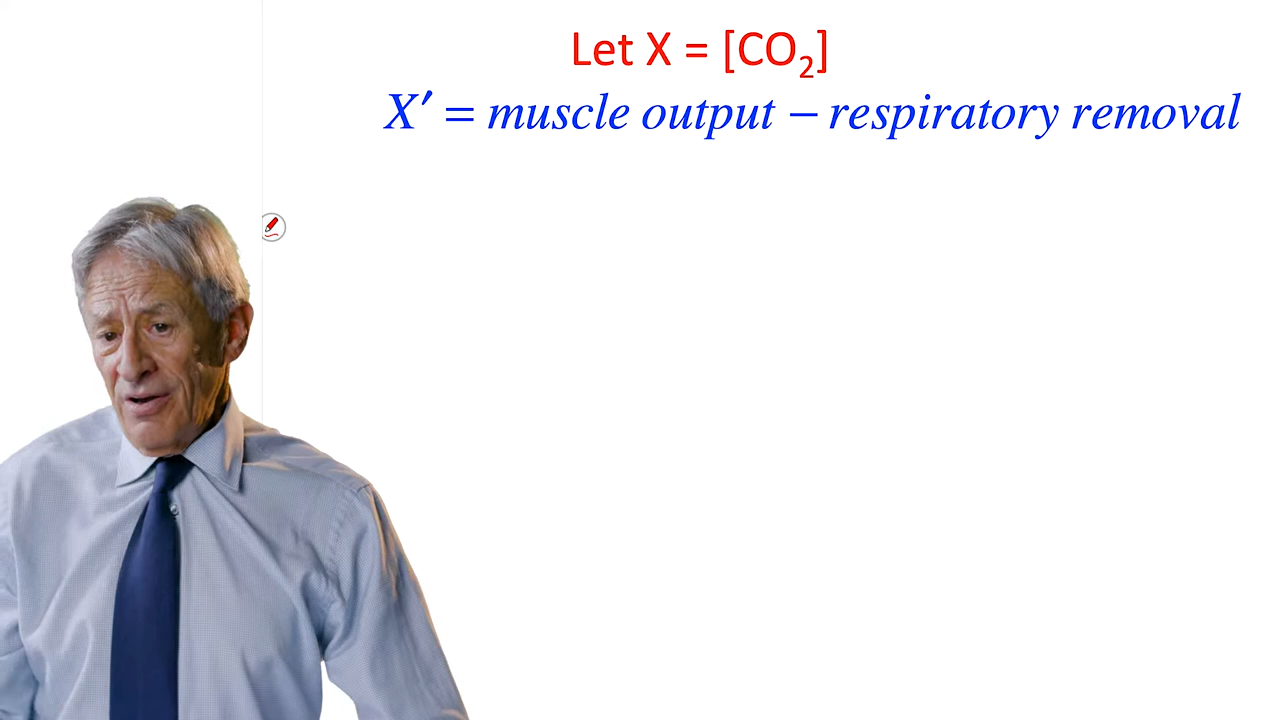 Let X = [CO₂]
X′ = muscle output − respiratory removal